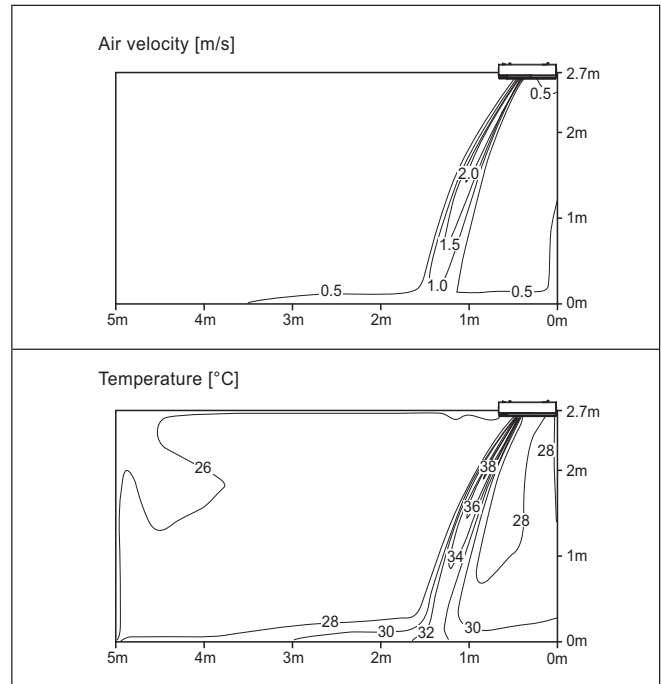 Air velocity [m/s]
2.7m
0.5
2m
2.0
1m
1.5
1.0
0.5
0.5
0m
5m 4m 3m 2m 1m 0m
Temperature [°C]
2.7m
28
26
38
2m
36
28
34
1m
28
30
32
30
0m
5m 4m 3m 2m 1m 0m